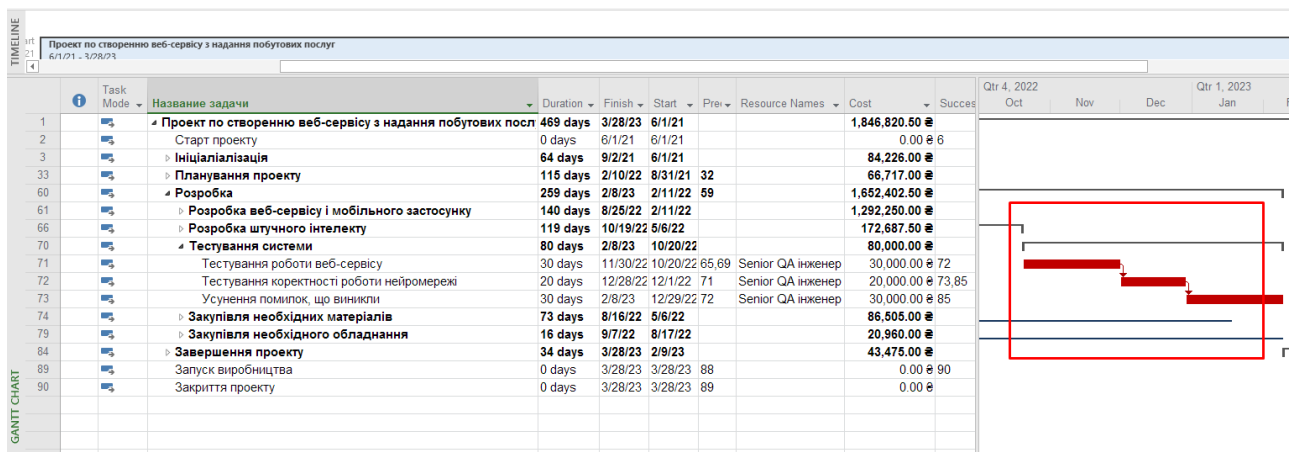 TIMELINE
Проект по створенню веб-сервісу з надання побутових послуг
6/1/21 - 3/28/23
Qtr 4, 2022 Qtr 1, 2023
Task Mode Название задачи Duration Finish Start Pre Resource Names Cost Succes Oct Nov Dec Jan
1 Проект по створенню веб-сервісу з надання побутових посл 469 days 3/28/23 6/1/21 1,846,820.50 ₴
2 Старт проекту 0 days 6/1/21 6/1/21 0.00 ₴ 6
3 Ініціаліалізація 64 days 9/2/21 6/1/21 84,226.00 ₴
33 Планування проекту 115 days 2/10/22 8/31/21 32 66,717.00 ₴
60 Розробка 259 days 2/8/23 2/11/22 59 1,652,402.50 ₴
61 Розробка веб-сервісу і мобільного застосунку 140 days 8/25/22 2/11/22 1,292,250.00 ₴
66 Розробка штучного інтелекту 119 days 10/19/22 5/6/22 172,687.50 ₴
70 Тестування системи 80 days 2/8/23 10/20/22 80,000.00 ₴
71 Тестування роботи веб-сервісу 30 days 11/30/22 10/20/22 65,69 Senior QA інженер 30,000.00 ₴ 72
72 Тестування коректності роботи нейромережі 20 days 12/28/22 12/1/22 71 Senior QA інженер 20,000.00 ₴ 73,85
73 Усунення помилок, що виникли 30 days 2/8/23 12/29/22 72 Senior QA інженер 30,000.00 ₴ 85
74 Закупівля необхідних матеріалів 73 days 8/16/22 5/6/22 86,505.00 ₴
79 Закупівля необхідного обладнання 16 days 9/7/22 8/17/22 20,960.00 ₴
84 Завершення проекту 34 days 3/28/23 2/9/23 43,475.00 ₴
89 Запуск виробництва 0 days 3/28/23 3/28/23 88 0.00 ₴ 90
90 Закриття проекту 0 days 3/28/23 3/28/23 89 0.00 ₴
GANTT CHART